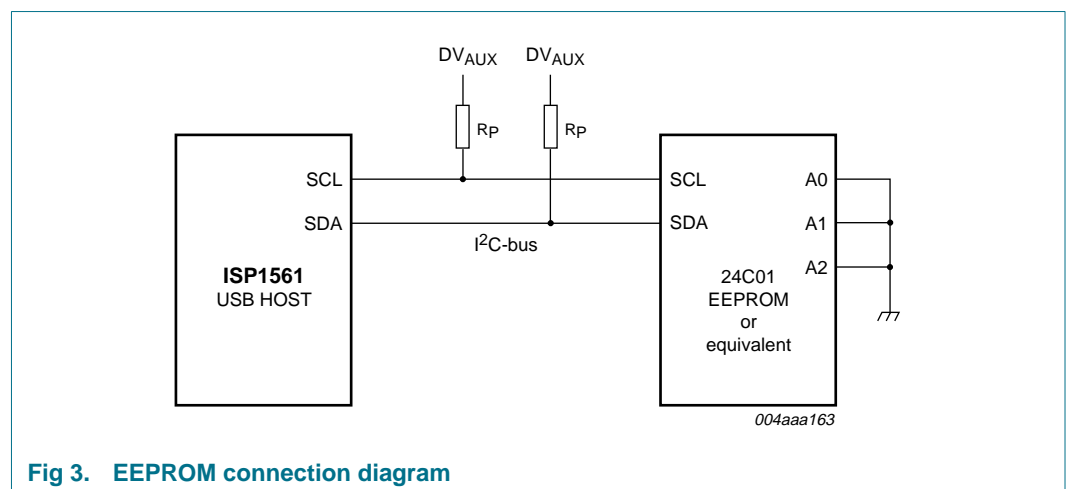 DVAUX DVAUX
RP RP
SCL SCL A0
SDA SDA A1
I2C-bus
A2
ISP1561
USB HOST
24C01
EEPROM
or
equivalent
004aaa163
Fig 3. EEPROM connection diagram